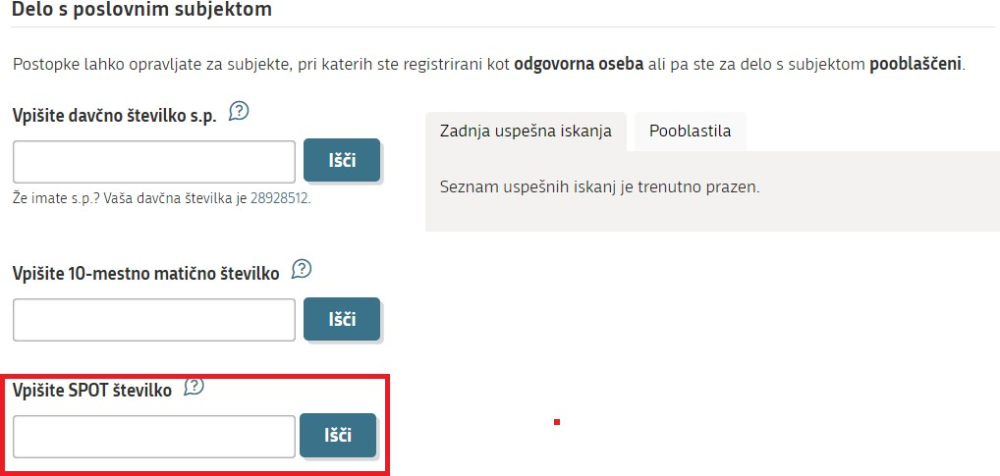 Delo s poslovnim subjektom
Postopke lahko opravljate za subjekte, pri katerih ste registrirani kot odgovorna oseba ali pa ste za delo s subjektom pooblaščeni.
Vpišite davčno številko s.p. ?
Išči
Že imate s.p.? Vaša davčna številka je 28928512.
Zadnja uspešna iskanja
Pooblastila
Seznam uspešnih iskanj je trenutno prazen.
Vpišite 10-mestno matično številko ?
Išči
Vpišite SPOT številko ?
Išči